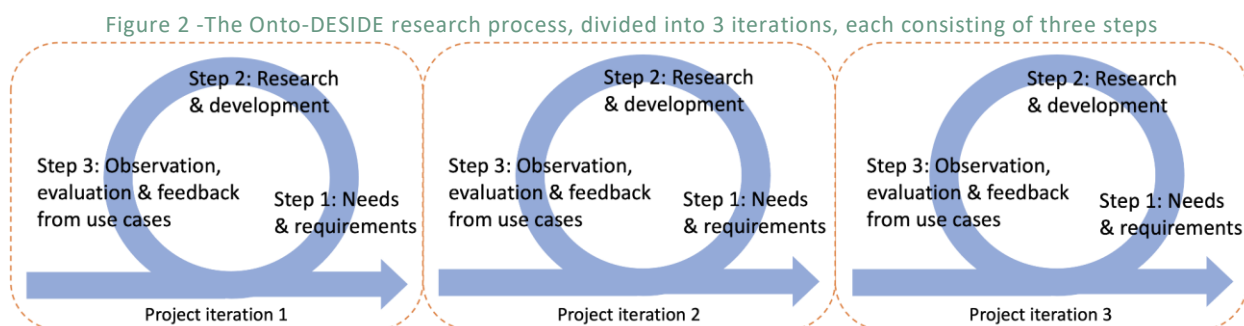 Figure 2 -The Onto-DESIDE research process, divided into 3 iterations, each consisting of three steps
Step 2: Research
& development
Step 3: Observation,
evaluation & feedback
from use cases
Step 1: Needs
& requirements
Project iteration 1
Step 2: Research
& development
Step 3: Observation,
evaluation & feedback
from use cases
Step 1: Needs
& requirements
Project iteration 2
Step 2: Research
& development
Step 3: Observation,
evaluation & feedback
from use cases
Step 1: Needs
& requirements
Project iteration 3